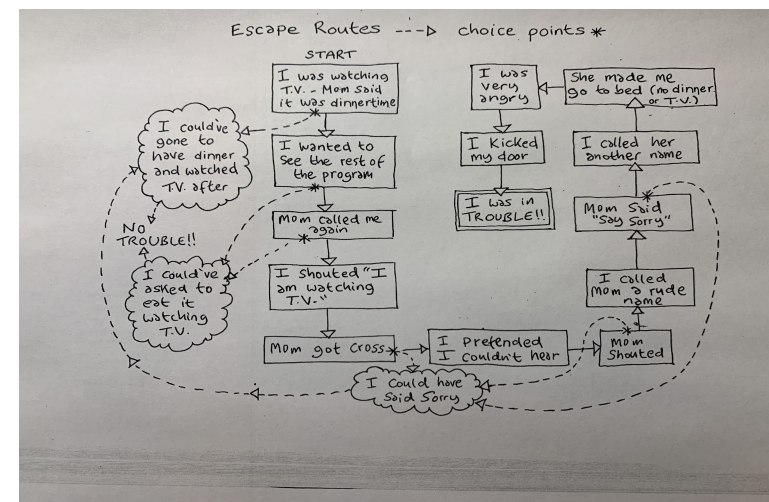 Escape Routes ---▷ choice points *
START
I was watching
T.V. - Mom said
it was dinnertime
I wanted to
See the rest of
the program
Mom called me
again
I shouted "I
am watching
T.V."
Mom got cross
I Pretended
I couldn't hear
Mom
Shouted
I called
Mom a rude
name
Mom Said
"Say Sorry"
I called her
another name
She made me
go to bed (no dinner
or T.V.)
I was
very
angry
I Kicked
my door
I was in
TROUBLE!!
I could've
gone to
have dinner
and watched
T.V. after
NO
TROUBLE!!
I could've
asked to
eat it
watching
T.V.
I Could have
Said Sorry